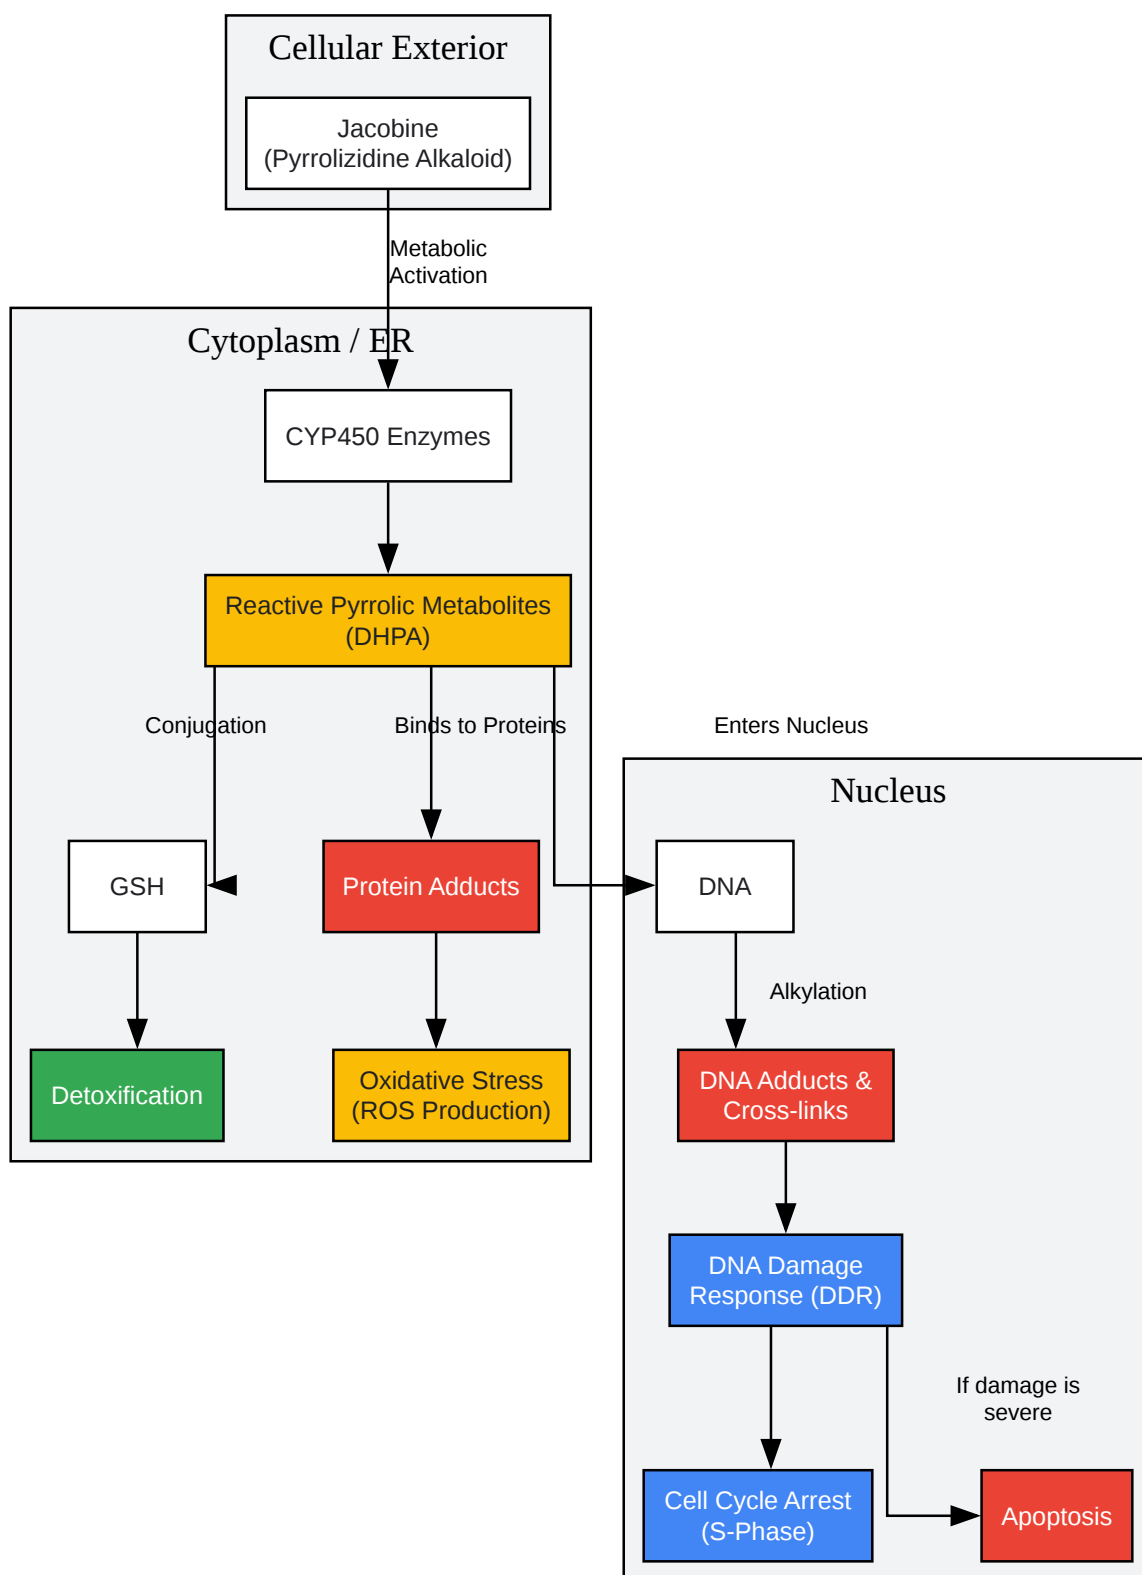 Cellular Exterior
Jacobine
(Pyrrolizidine Alkaloid)
Metabolic
Activation
Cytoplasm / ER
CYP450 Enzymes
Reactive Pyrrolic Metabolites
(DHPA)
Conjugation
Binds to Proteins
Enters Nucleus
Nucleus
GSH
Protein Adducts
DNA
Alkylation
Detoxification
Oxidative Stress
(ROS Production)
DNA Adducts &
Cross-links
DNA Damage
Response (DDR)
If damage is
severe
Cell Cycle Arrest
(S-Phase)
Apoptosis